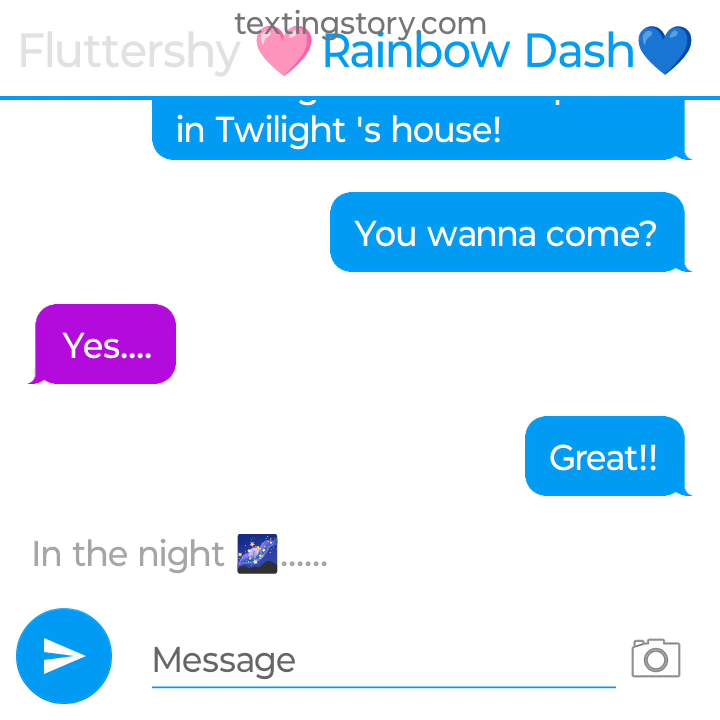 textingstory.com
Fluttershy 🩷 Rainbow Dash💙
in Twilight 's house!
You wanna come?
Yes....
Great!!
In the night 🌌......
Message